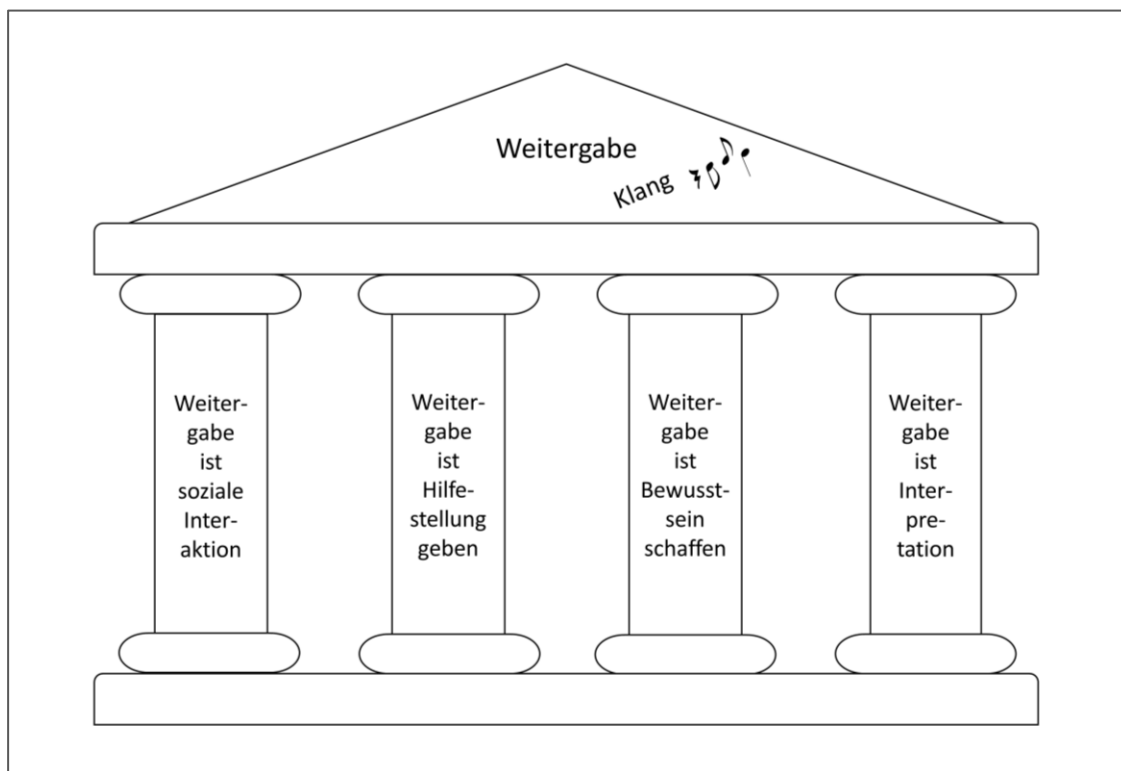 Weitergabe
Klang
Weiter-
gabe
ist
soziale
Inter-
aktion
Weiter-
gabe
ist
Hilfe-
stellung
geben
Weiter-
gabe
ist
Bewusst-
sein
schaffen
Weiter-
gabe
ist
Inter-
pre-
tation